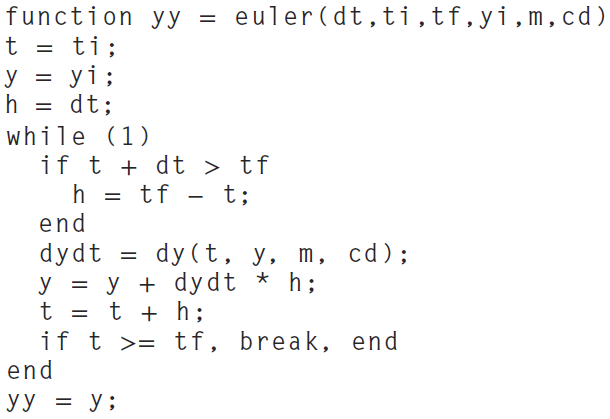 function yy = euler(dt,ti,tf,yi,m,cd)
t = ti;
y = yi;
h = dt;
while (1)
  if t + dt > tf
    h = tf – t;
  end
  dydt = dy(t, y, m, cd);
  y = y + dydt * h;
  t = t + h;
  if t >= tf, break, end
end
yy = y;